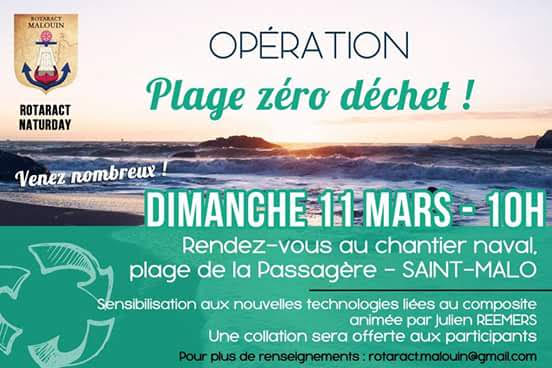 ROTARACT
MALOUIN
ROTARACT
NATURDAY
OPÉRATION
Plage zéro déchet !
Venez nombreux !
DIMANCHE 11 MARS - 10H
Rendez-vous au chantier naval,
plage de la Passagère - SAINT-MALO
Sensibilisation aux nouvelles technologies liées au composite
animée par Julien REEMERS
Une collation sera offerte aux participants
Pour plus de renseignements : rotaract.malouin@gmail.com